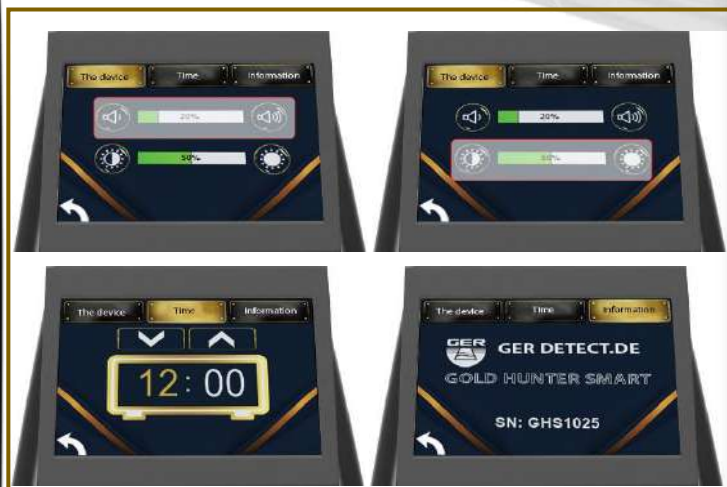 The device Time Information
20%
50%
The device Time Information
20%
50%
The device Time Information
12:00
The device Time Information
GER GER DETECT.DE
GOLD HUNTER SMART
SN: GHS1025